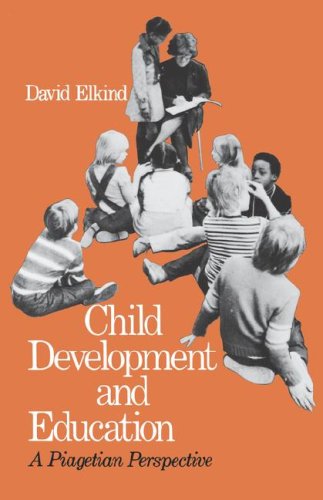 David Elkind
Child
Development
and
Education
A Piagetian Perspective